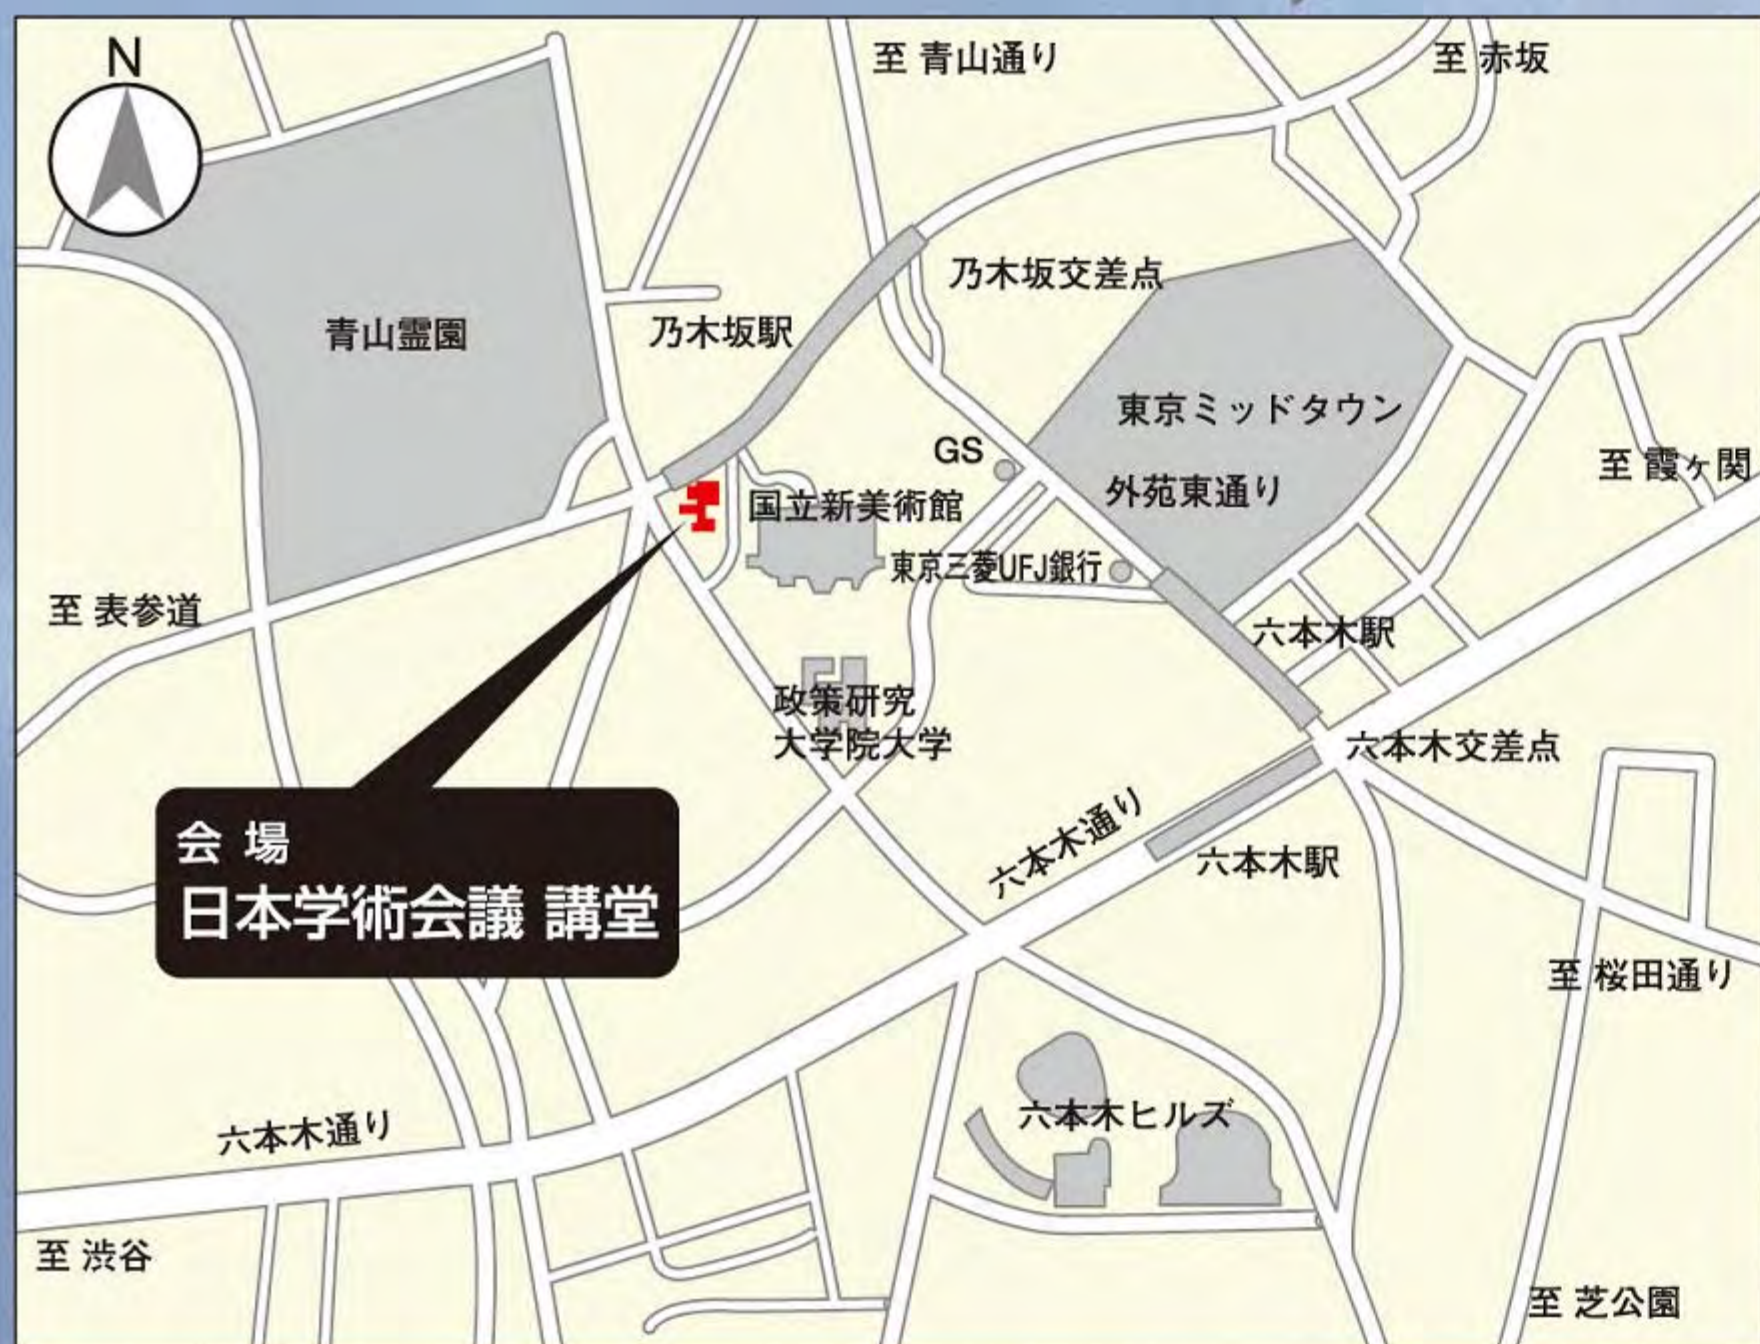 N
至 青山通り
至 赤坂
乃木坂交差点
青山霊園
乃木坂駅
東京ミッドタウン
GS
至 霞ヶ関
外苑東通り
国立新美術館
東京三菱UFJ銀行
至 表参道
六本木駅
政策研究
大学院大学
六本木交差点
六本木通り
会 場
日本学術会議 講堂
六本木駅
至 桜田通り
六本木ヒルズ
六本木通り
至 渋谷
至 芝公園